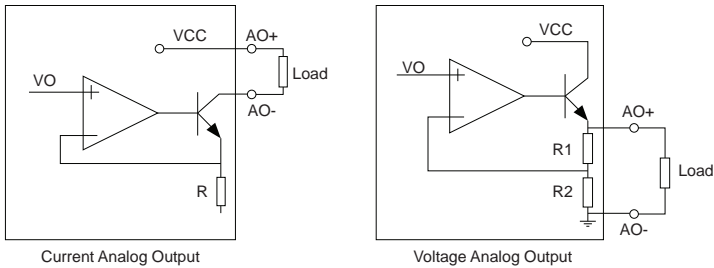 VCC
AO+
VO
Load
AO-
R
Current Analog Output
VCC
VO
AO+
R1
Load
R2
AO-
Voltage Analog Output